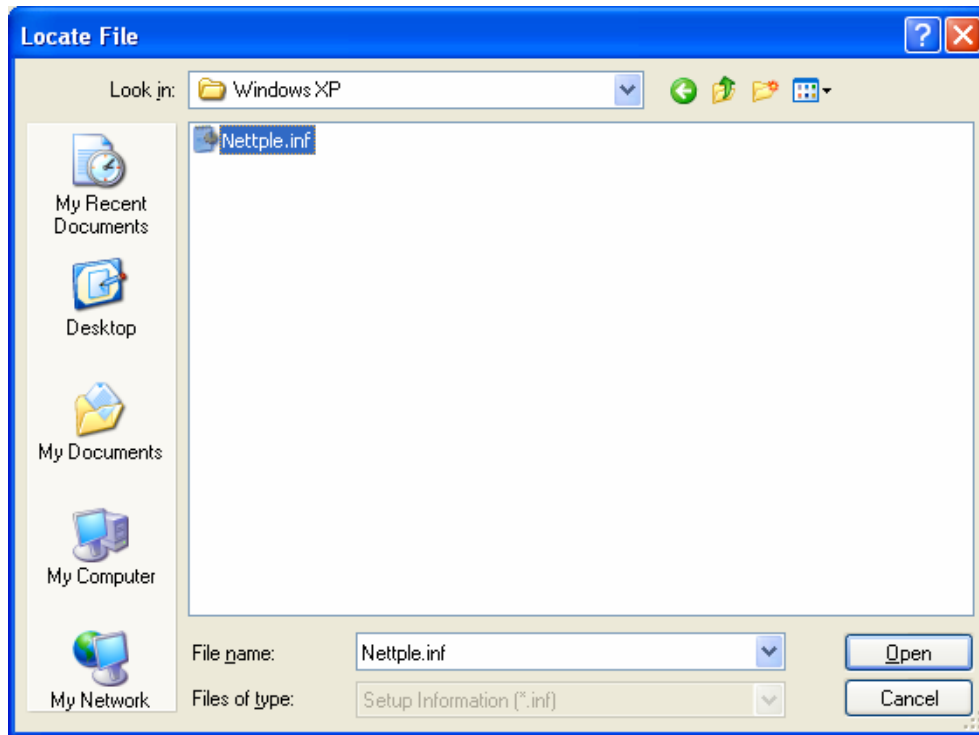 Locate File
Look in:
Windows XP
Nettple.inf
My Recent
Documents
Desktop
My Documents
My Computer
My Network
File name:
Nettple.inf
Open
Files of type:
Setup Information (*.inf)
Cancel